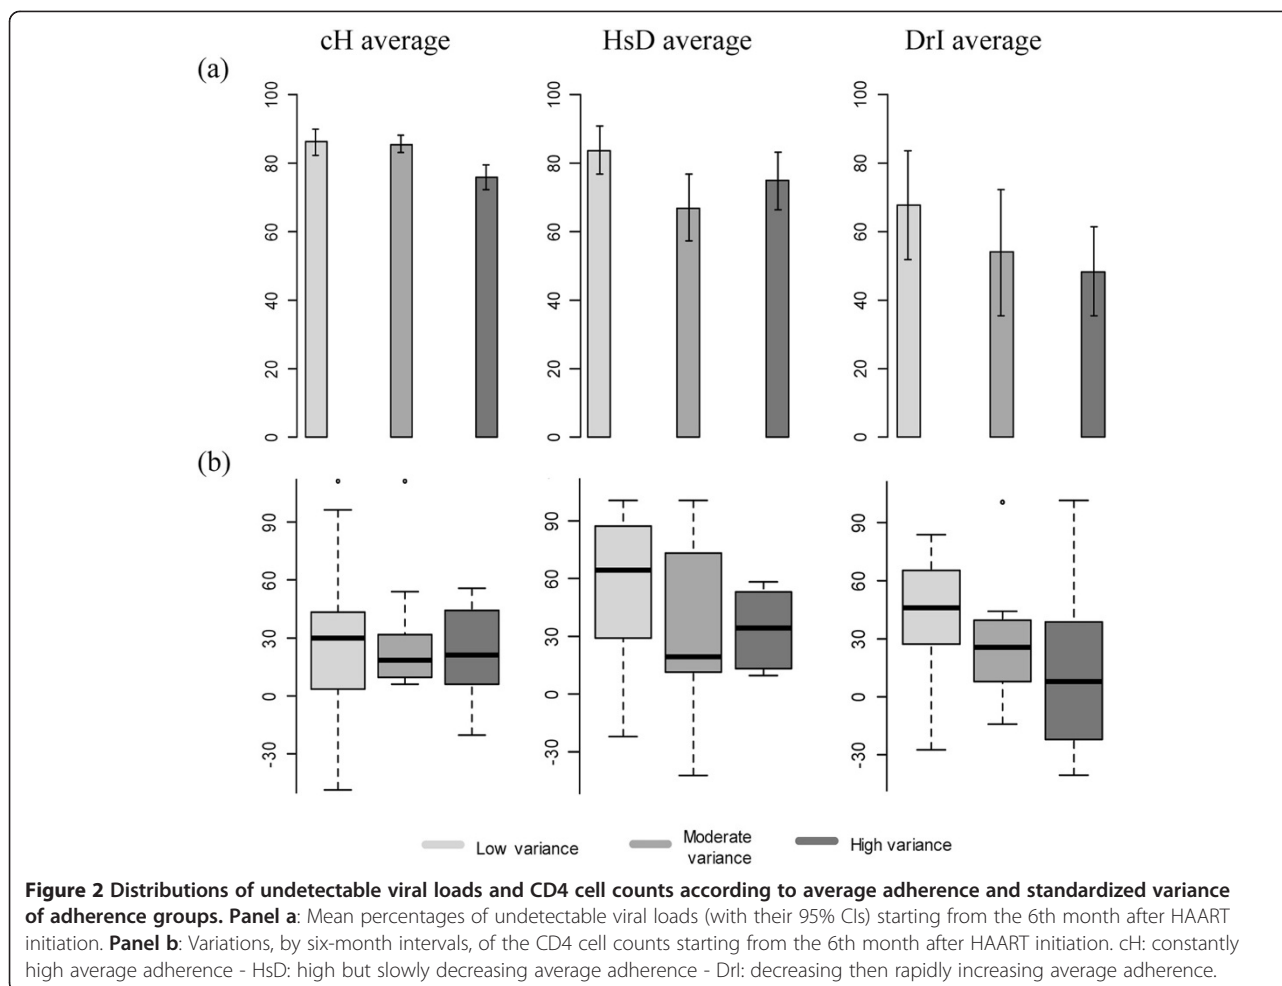 cH average HsD average DrI average
(a)
100 100 100
80 80 80
60 60 60
40 40 40
20 20 20
0 0 0
(b)
90 90 90
60 60 60
30 30 30
0 0 0
-30 -30 -30
Low variance Moderate variance High variance
Figure 2 Distributions of undetectable viral loads and CD4 cell counts according to average adherence and standardized variance
of adherence groups. Panel a: Mean percentages of undetectable viral loads (with their 95% CIs) starting from the 6th month after HAART
initiation. Panel b: Variations, by six-month intervals, of the CD4 cell counts starting from the 6th month after HAART initiation. cH: constantly
high average adherence - HsD: high but slowly decreasing average adherence - DrI: decreasing then rapidly increasing average adherence.